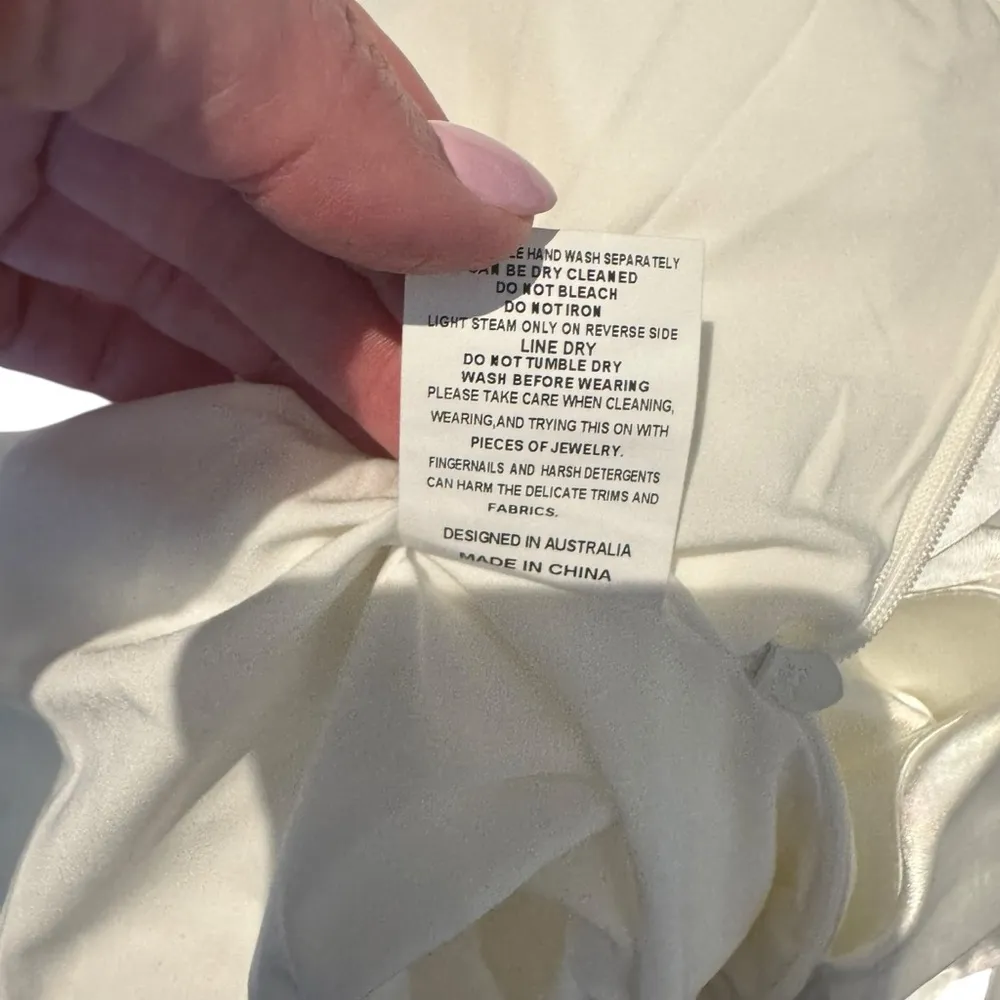 HAND WASH SEPARATELY
CAN BE DRY CLEANED
DO NOT BLEACH
DO NOT IRON
LIGHT STEAM ONLY ON REVERSE SIDE
LINE DRY
DO NOT TUMBLE DRY
WASH BEFORE WEARING
PLEASE TAKE CARE WHEN CLEANING,
WEARING,AND TRYING THIS ON WITH
PIECES OF JEWELRY.
FINGERNAILS AND HARSH DETERGENTS
CAN HARM THE DELICATE TRIMS AND
FABRICS.
DESIGNED IN AUSTRALIA
MADE IN CHINA